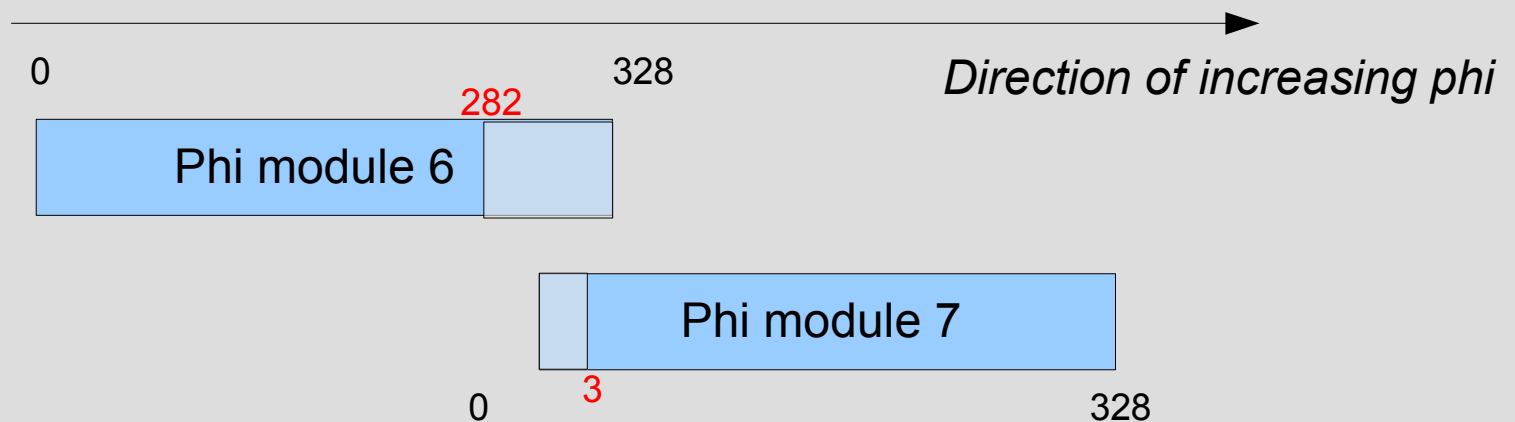 0
328
Direction of increasing phi
282
Phi module 6
Phi module 7
3
0
328